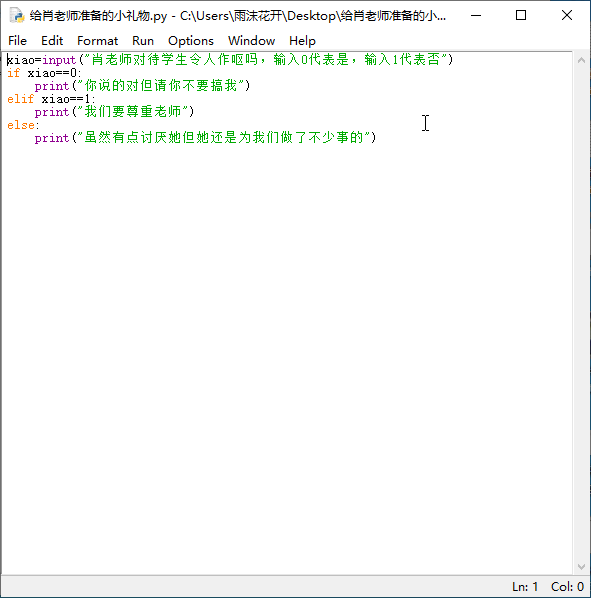 给肖老师准备的小礼物.py - C:\Users\雨沫花开\Desktop\给肖老师准备的小...
File Edit Format Run Options Window Help
xiao=input("肖老师对待学生令人作呕吗，输入0代表是，输入1代表否")
if xiao==0:
    print("你说的对但请你不要搞我")
elif xiao==1:
    print("我们要尊重老师")
else:
    print("虽然有点讨厌她但她还是为我们做了不少事的")
Ln: 1 Col: 0